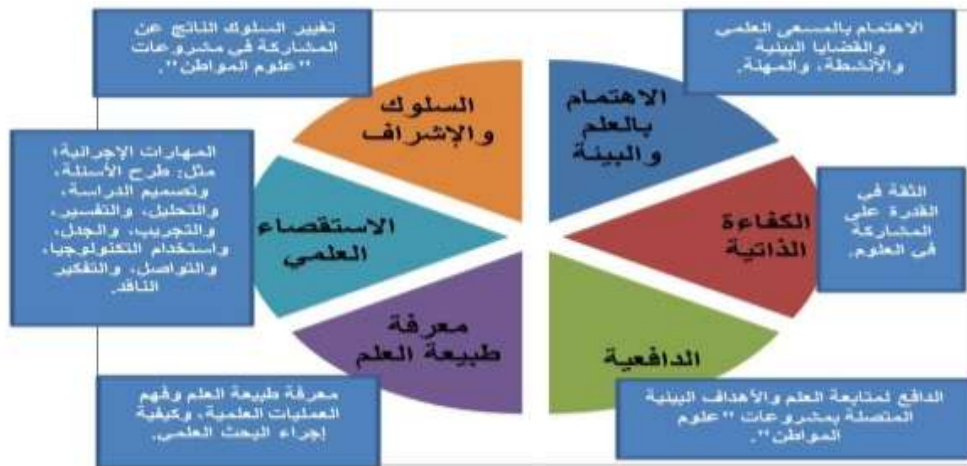 الاهتمام بالمسعى العلمي
والقضايا البيئية
والأنشطة، والمهنة.
الاهتمام
بالعلم
والبيئة
الثقة في
القدرة على
المشاركة
في العلوم.
الكفاءة
الذاتية
الدافع لمتابعة العلم والأهداف البيئية
المتصلة بمشروعات "علوم
المواطن".
الدافعية
معرفة طبيعة العلم وفهم
العمليات العلمية، وكيفية
إجراء البحث العلمي.
معرفة
طبيعة العلم
المهارات الإجرائية؛
مثل: طرح الأسئلة،
وتصميم الدراسة،
والتحليل، والتفسير،
والتجريب، والجدل،
واستخدام التكنولوجيا،
والتواصل، والتفكير
الناقد.
الاستقصاء
العلمي
تغيير السلوك الناتج عن
المشاركة في مشروعات
"علوم المواطن".
السلوك
والإشراف